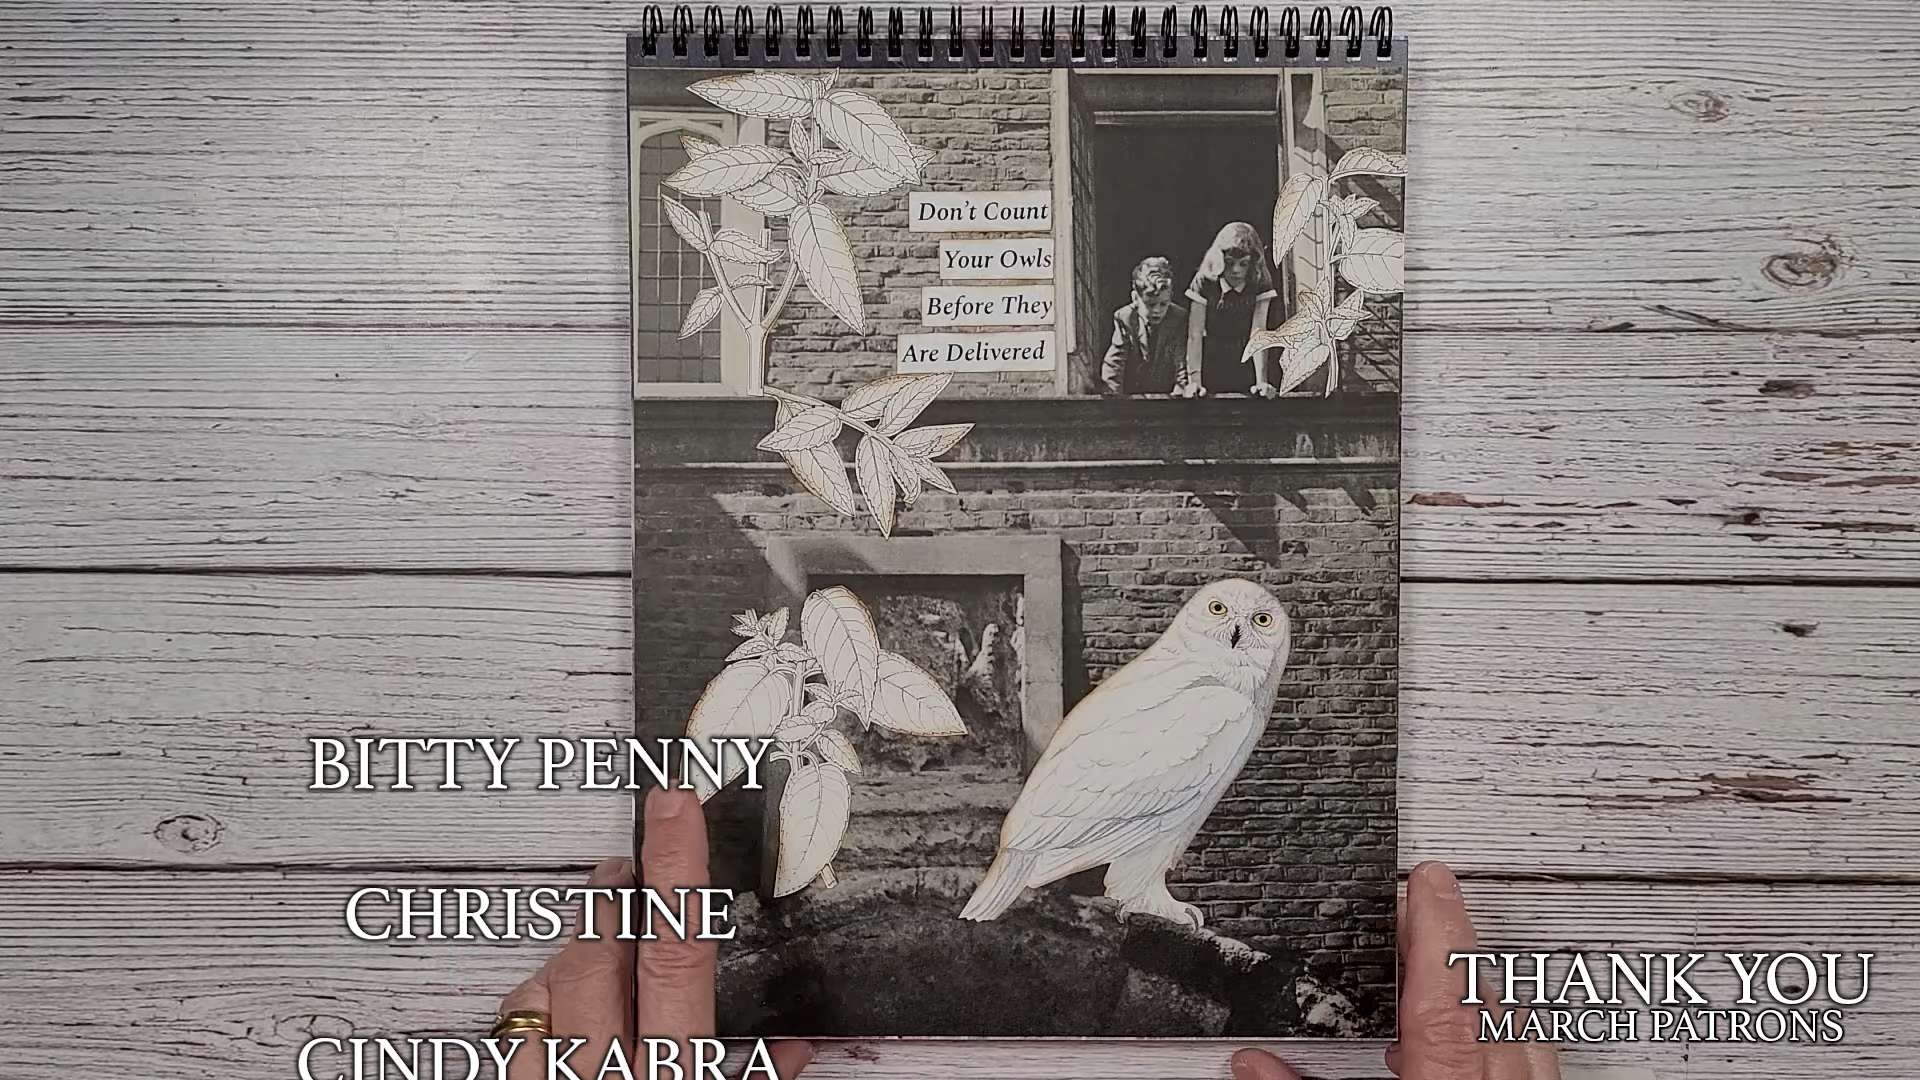 Don't Count
Your Owls
Before They
Are Delivered
BITTY PENNY
CHRISTINE
CINDY KABRA
THANK YOU
MARCH PATRONS